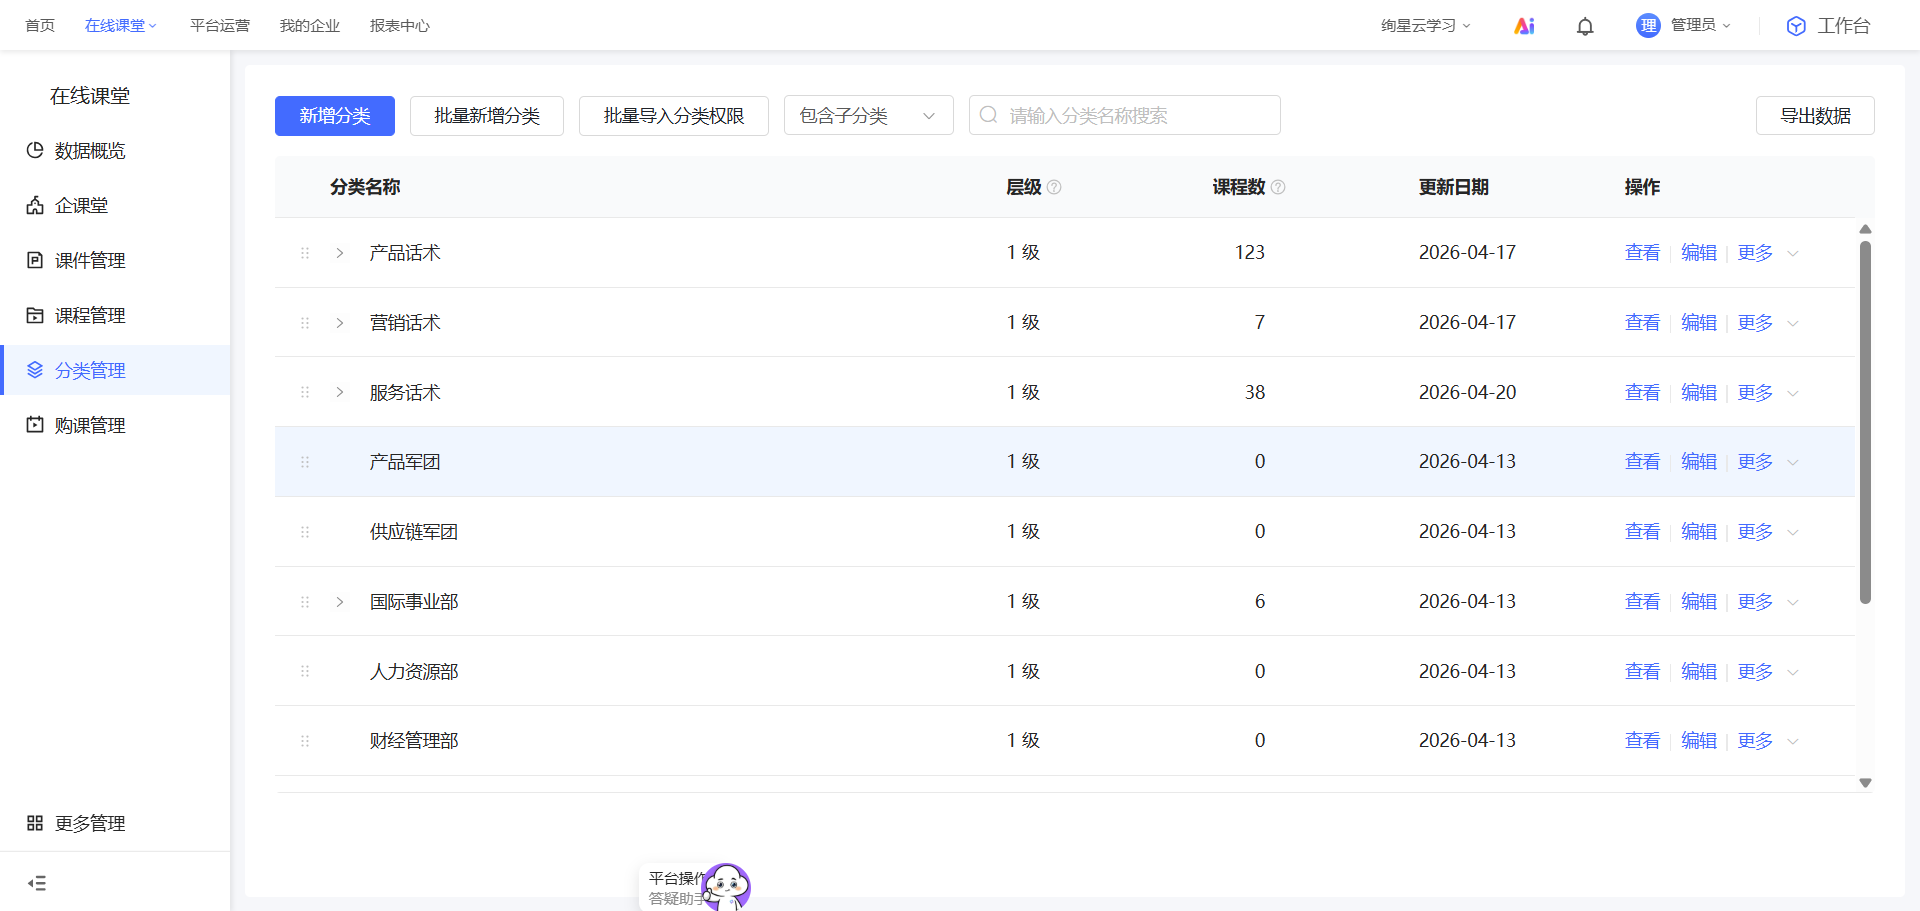 首页 在线课堂 平台运营 我的企业 报表中心 绚星云学习 Ai 理 管理员 工作台
在线课堂
数据概览
企课堂
课件管理
课程管理
分类管理
购课管理
更多管理
新增分类 批量新增分类 批量导入分类权限 包含子分类 请输入分类名称搜索 导出数据
分类名称 层级 课程数 更新日期 操作
产品话术 1 级 123 2026-04-17 查看 编辑 更多
营销话术 1 级 7 2026-04-17 查看 编辑 更多
服务话术 1 级 38 2026-04-20 查看 编辑 更多
产品军团 1 级 0 2026-04-13 查看 编辑 更多
供应链军团 1 级 0 2026-04-13 查看 编辑 更多
国际事业部 1 级 6 2026-04-13 查看 编辑 更多
人力资源部 1 级 0 2026-04-13 查看 编辑 更多
财经管理部 1 级 0 2026-04-13 查看 编辑 更多
平台操作
答疑助手